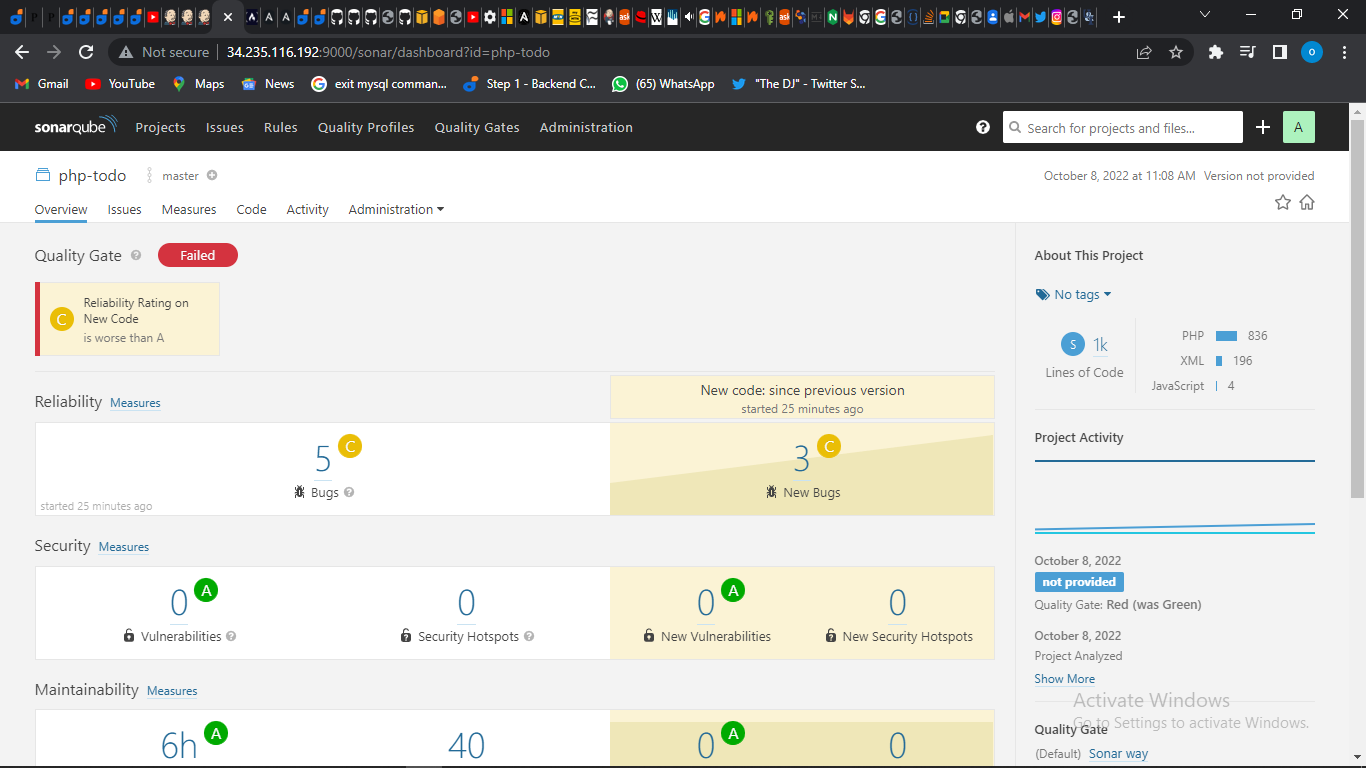 Not secure | 34.235.116.192:9000/sonar/dashboard?id=php-todo
Gmail YouTube Maps News exit mysql comman... Step 1 - Backend C... (65) WhatsApp "The DJ" - Twitter S...
sonarqube Projects Issues Rules Quality Profiles Quality Gates Administration Search for projects and files... A
php-todo master October 8, 2022 at 11:08 AM Version not provided
Overview Issues Measures Code Activity Administration
Quality Gate Failed
C Reliability Rating on
New Code
is worse than A
Reliability Measures
New code: since previous version
started 25 minutes ago
5 C
Bugs
started 25 minutes ago
3 C
New Bugs
Security Measures
0 A
Vulnerabilities
0
Security Hotspots
0 A
New Vulnerabilities
0
New Security Hotspots
Maintainability Measures
6h A 40 0 A 0
About This Project
No tags
S 1k
Lines of Code
PHP 836
XML 196
JavaScript 4
Project Activity
October 8, 2022
not provided
Quality Gate: Red (was Green)
October 8, 2022
Project Analyzed
Show More
Activate Windows
Go to Settings to activate Windows.
Quality Gate
(Default) Sonar way